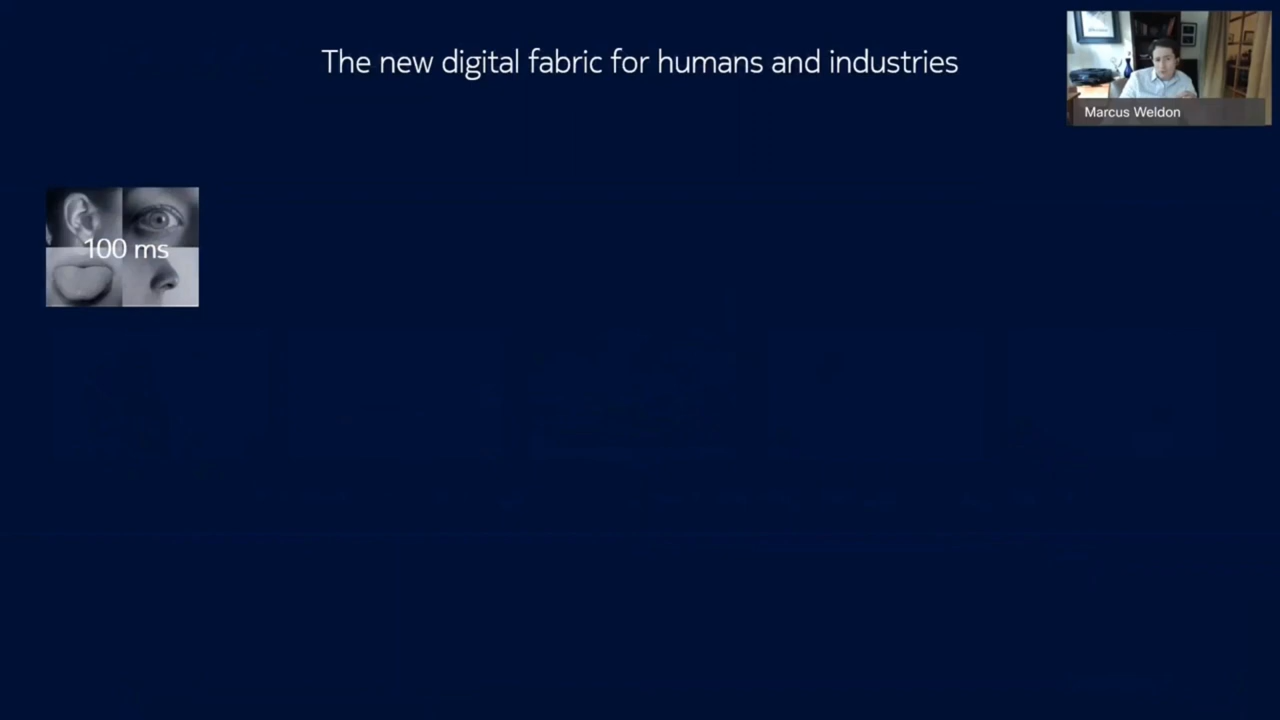 The new digital fabric for humans and industries
Marcus Weldon
100 ms